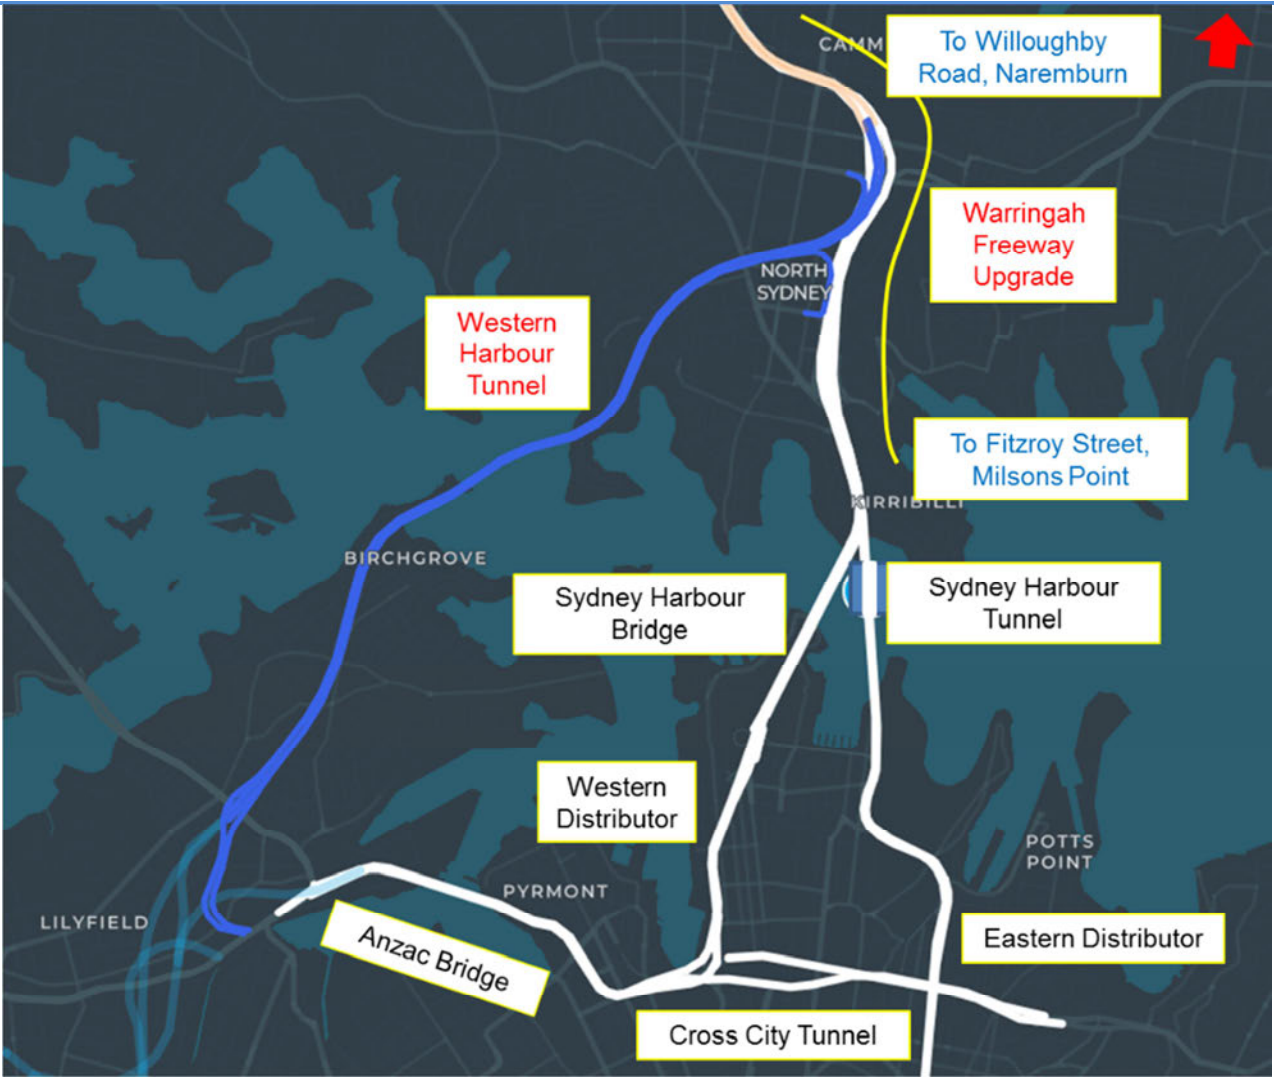 CAMM
To Willoughby
Road, Naremburn
Warringah
Freeway
Upgrade
NORTH
SYDNEY
Western
Harbour
Tunnel
To Fitzroy Street,
Milsons Point
KIRRIBILLI
BIRCHGROVE
Sydney Harbour
Bridge
Sydney Harbour
Tunnel
Western
Distributor
POTTS
POINT
PYRMONT
LILYFIELD
Anzac Bridge
Eastern Distributor
Cross City Tunnel